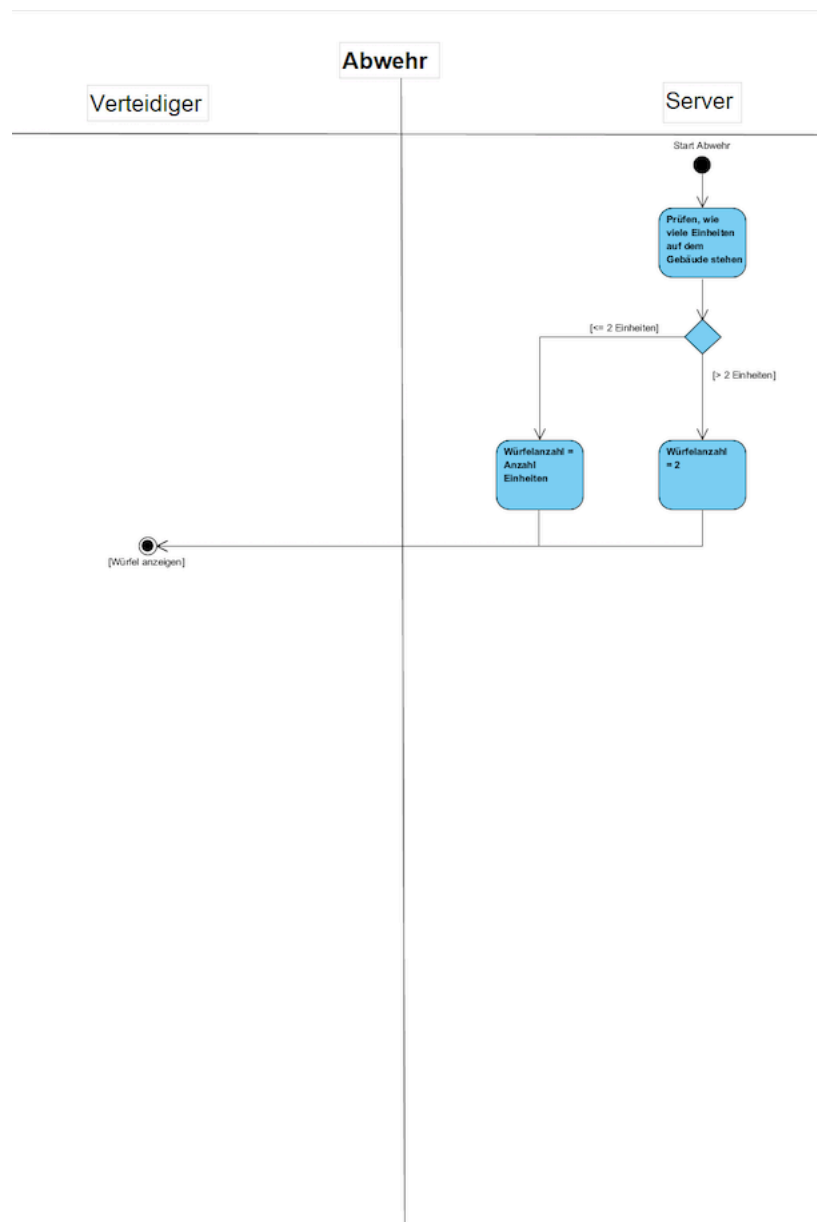 Abwehr
Verteidiger
Server
Start Abwehr
Prüfen, wie
viele Einheiten
auf dem
Gebäude stehen
[<= 2 Einheiten]
[> 2 Einheiten]
Würfelanzahl =
Anzahl
Einheiten
Würfelanzahl
= 2
[Würfel anzeigen]